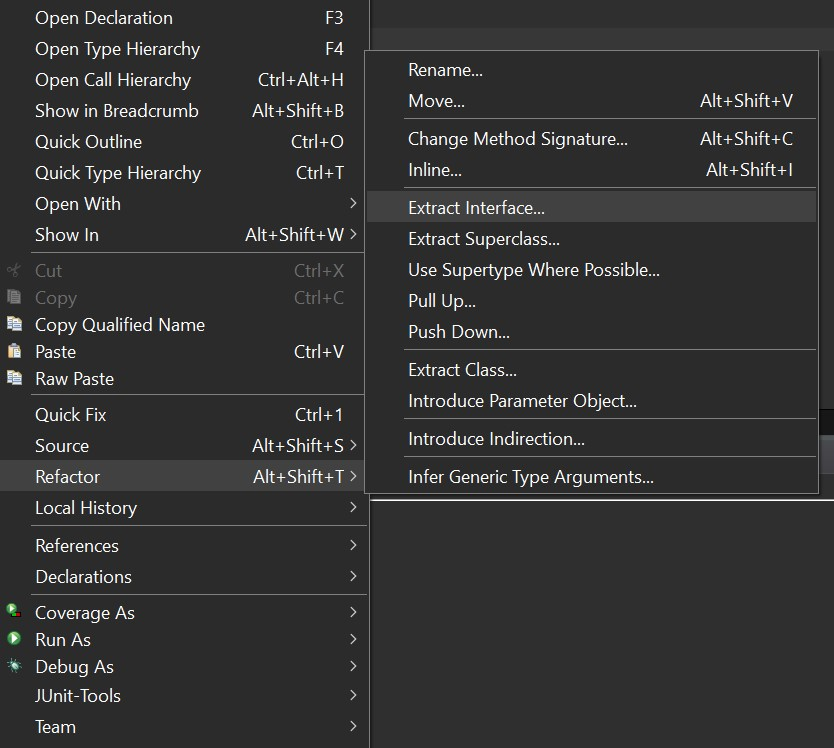 Open Declaration F3
Open Type Hierarchy F4
Open Call Hierarchy Ctrl+Alt+H
Show in Breadcrumb Alt+Shift+B
Quick Outline Ctrl+O
Quick Type Hierarchy Ctrl+T
Open With
Show In Alt+Shift+W
Cut Ctrl+X
Copy Ctrl+C
Copy Qualified Name
Paste Ctrl+V
Raw Paste
Quick Fix Ctrl+1
Source Alt+Shift+S
Refactor Alt+Shift+T
Local History
References
Declarations
Coverage As
Run As
Debug As
JUnit-Tools
Team
Rename...
Move... Alt+Shift+V
Change Method Signature... Alt+Shift+C
Inline... Alt+Shift+I
Extract Interface...
Extract Superclass...
Use Supertype Where Possible...
Pull Up...
Push Down...
Extract Class...
Introduce Parameter Object...
Introduce Indirection...
Infer Generic Type Arguments...